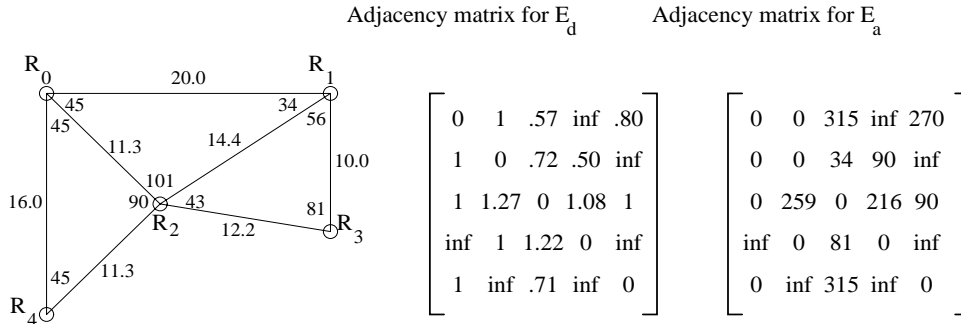 Adjacency matrix for E_d
Adjacency matrix for E_a
R_0
20.0
R_1
45
45
34
56
11.3
14.4
10.0
16.0
101
90
43
81
R_2
12.2
R_3
45
11.3
R_4
0 1 .57 inf .80
1 0 .72 .50 inf
1 1.27 0 1.08 1
inf 1 1.22 0 inf
1 inf .71 inf 0
0 0 315 inf 270
0 0 34 90 inf
0 259 0 216 90
inf 0 81 0 inf
0 inf 315 inf 0